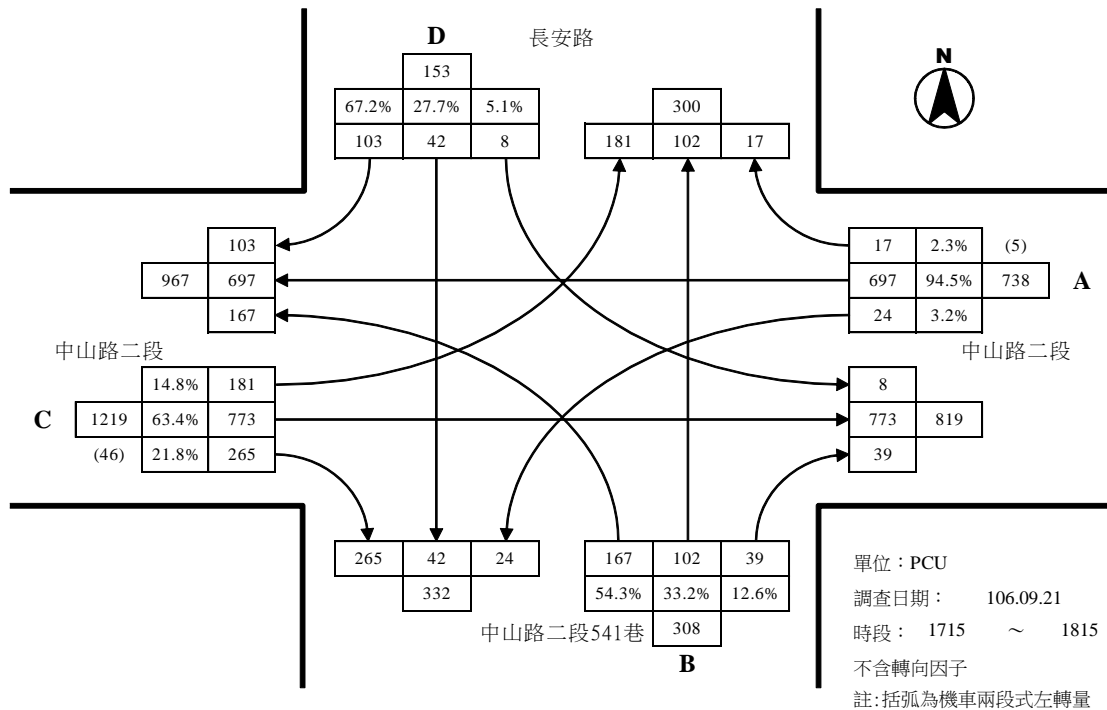 D
長安路
N
153
67.2% 27.7% 5.1%
103 42 8
300
181 102 17
103
967 697
167
17 2.3% (5)
697 94.5% 738
24 3.2%
A
中山路二段
中山路二段
14.8% 181
C
1219 63.4% 773
(46) 21.8% 265
8
773 819
39
265 42 24
332
167 102 39
54.3% 33.2% 12.6%
308
中山路二段541巷
B
單位：PCU
調查日期： 106.09.21
時段： 1715 ～ 1815
不含轉向因子
註:括弧為機車兩段式左轉量